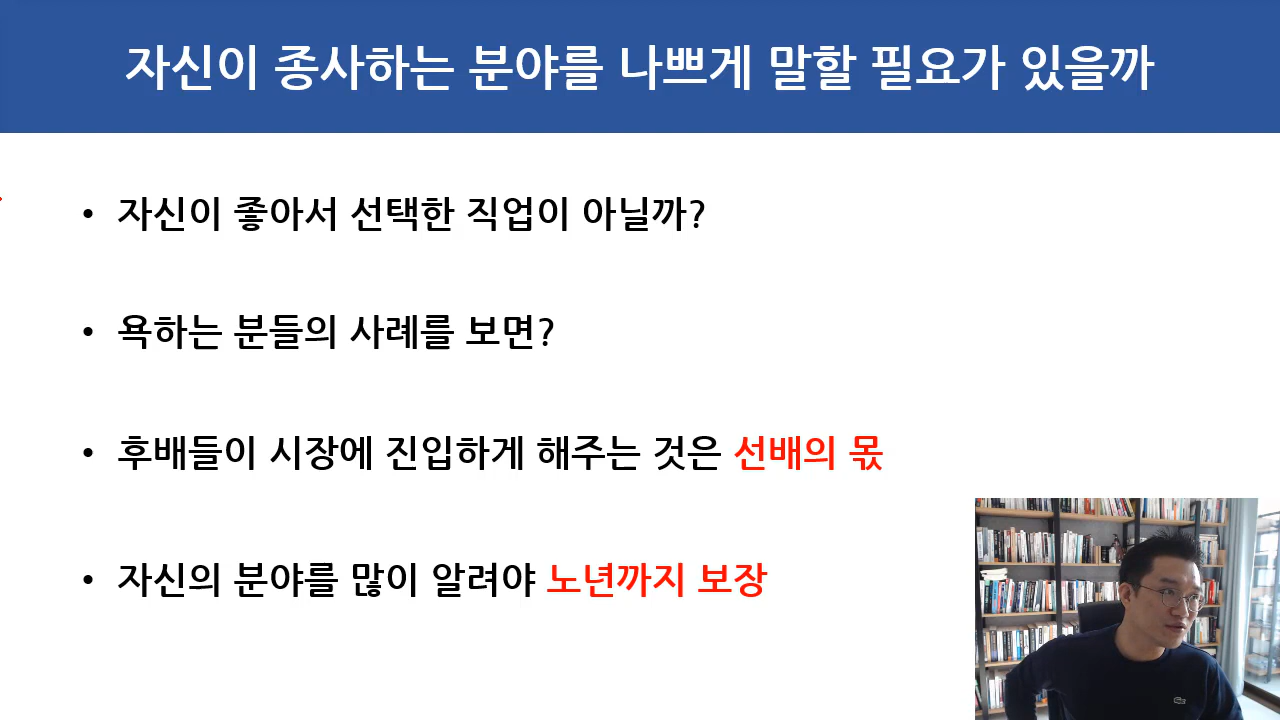 자신이 종사하는 분야를 나쁘게 말할 필요가 있을까
• 자신이 좋아서 선택한 직업이 아닐까?
• 욕하는 분들의 사례를 보면?
• 후배들이 시장에 진입하게 해주는 것은 선배의 몫
• 자신의 분야를 많이 알려야 노년까지 보장